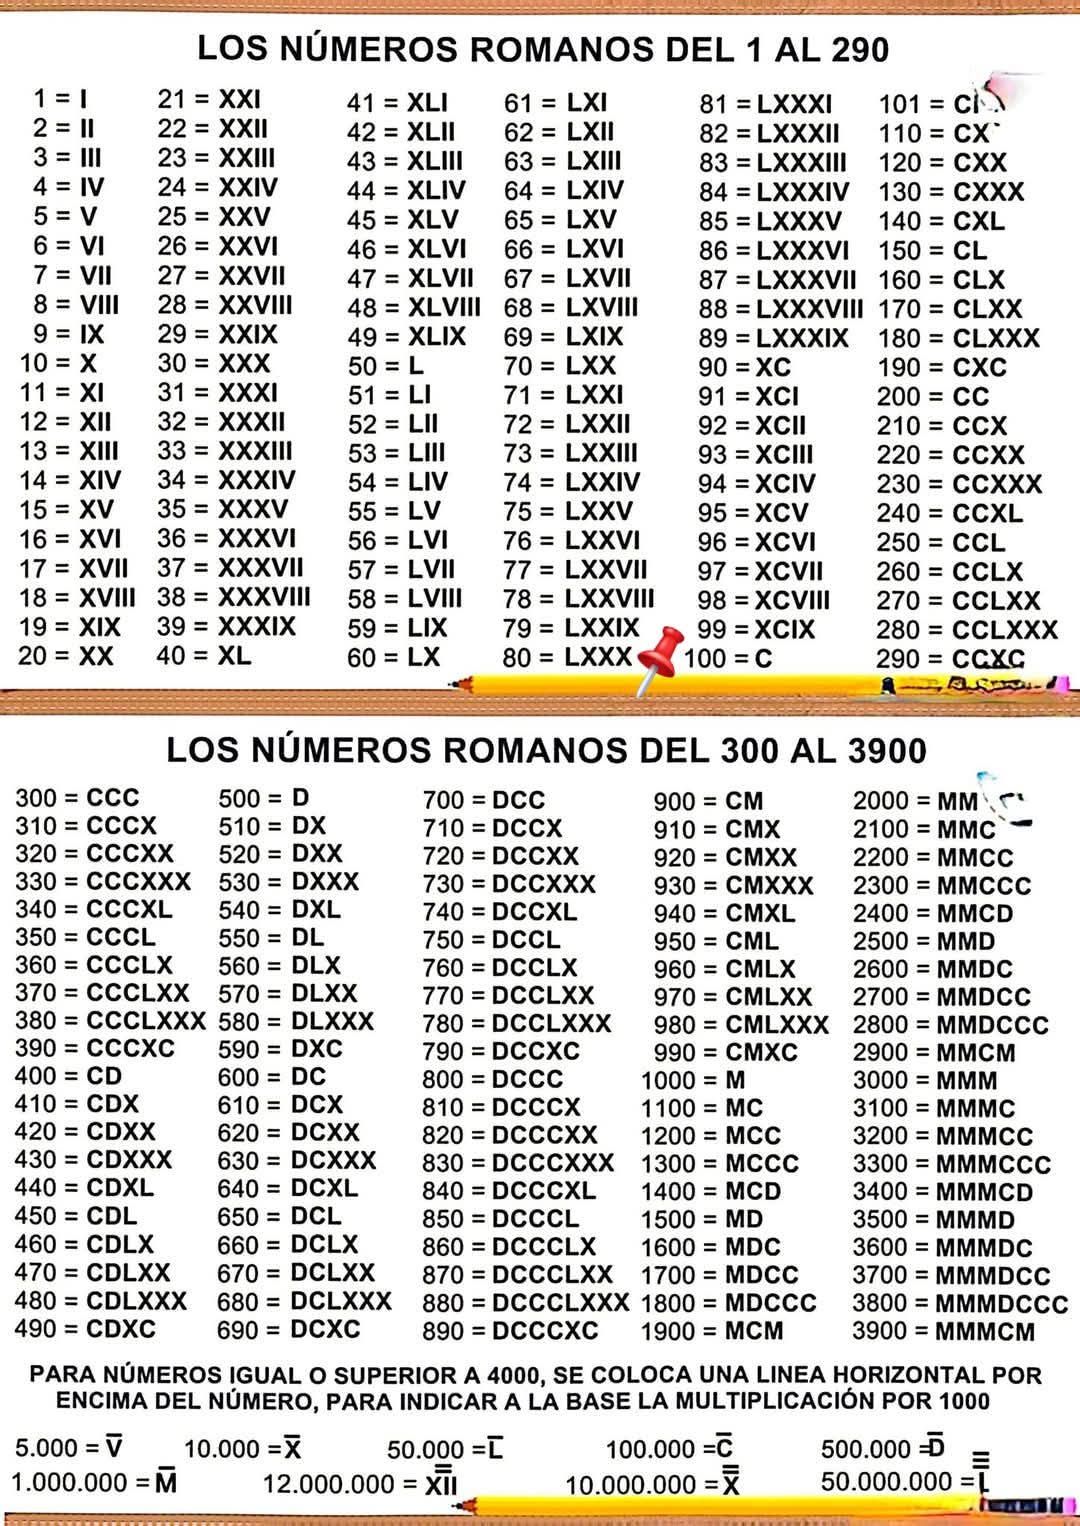 LOS NÚMEROS ROMANOS DEL 1 AL 290
1 = I
2 = II
3 = III
4 = IV
5 = V
6 = VI
7 = VII
8 = VIII
9 = IX
10 = X
11 = XI
12 = XII
13 = XIII
14 = XIV
15 = XV
16 = XVI
17 = XVII
18 = XVIII
19 = XIX
20 = XX
21 = XXI
22 = XXII
23 = XXIII
24 = XXIV
25 = XXV
26 = XXVI
27 = XXVII
28 = XXVIII
29 = XXIX
30 = XXX
31 = XXXI
32 = XXXII
33 = XXXIII
34 = XXXIV
35 = XXXV
36 = XXXVI
37 = XXXVII
38 = XXXVIII
39 = XXXIX
40 = XL
41 = XLI
42 = XLII
43 = XLIII
44 = XLIV
45 = XLV
46 = XLVI
47 = XLVII
48 = XLVIII
49 = XLIX
50 = L
51 = LI
52 = LII
53 = LIII
54 = LIV
55 = LV
56 = LVI
57 = LVII
58 = LVIII
59 = LIX
60 = LX
61 = LXI
62 = LXII
63 = LXIII
64 = LXIV
65 = LXV
66 = LXVI
67 = LXVII
68 = LXVIII
69 = LXIX
70 = LXX
71 = LXXI
72 = LXXII
73 = LXXIII
74 = LXXIV
75 = LXXV
76 = LXXVI
77 = LXXVII
78 = LXXVIII
79 = LXXIX
80 = LXXX
81 = LXXXI
82 = LXXXII
83 = LXXXIII
84 = LXXXIV
85 = LXXXV
86 = LXXXVI
87 = LXXXVII
88 = LXXXVIII
89 = LXXXIX
90 = XC
91 = XCI
92 = XCII
93 = XCIII
94 = XCIV
95 = XCV
96 = XCVI
97 = XCVII
98 = XCVIII
99 = XCIX
100 = C
101 = CI
110 = CX
120 = CXX
130 = CXXX
140 = CXL
150 = CL
160 = CLX
170 = CLXX
180 = CLXXX
190 = CXC
200 = CC
210 = CCX
220 = CCXX
230 = CCXXX
240 = CCXL
250 = CCL
260 = CCLX
270 = CCLXX
280 = CCLXXX
290 = CCXC
LOS NÚMEROS ROMANOS DEL 300 AL 3900
300 = CCC
310 = CCCX
320 = CCCXX
330 = CCCXXX
340 = CCCXL
350 = CCCL
360 = CCCLX
370 = CCCLXX
380 = CCCLXXX
390 = CCCXC
400 = CD
410 = CDX
420 = CDXX
430 = CDXXX
440 = CDXL
450 = CDL
460 = CDLX
470 = CDLXX
480 = CDLXXX
490 = CDXC
500 = D
510 = DX
520 = DXX
530 = DXXX
540 = DXL
550 = DL
560 = DLX
570 = DLXX
580 = DLXXX
590 = DXC
600 = DC
610 = DCX
620 = DCXX
630 = DCXXX
640 = DCXL
650 = DCL
660 = DCLX
670 = DCLXX
680 = DCLXXX
690 = DCXC
700 = DCC
710 = DCCX
720 = DCCXX
730 = DCCXXX
740 = DCCXL
750 = DCCL
760 = DCCLX
770 = DCCLXX
780 = DCCLXXX
790 = DCCXC
800 = DCCC
810 = DCCCX
820 = DCCCXX
830 = DCCCXXX
840 = DCCCXL
850 = DCCCL
860 = DCCCLX
870 = DCCCLXX
880 = DCCCLXXX
890 = DCCCXC
900 = CM
910 = CMX
920 = CMXX
930 = CMXXX
940 = CMXL
950 = CML
960 = CMLX
970 = CMLXX
980 = CMLXXX
990 = CMXC
1000 = M
1100 = MC
1200 = MCC
1300 = MCCC
1400 = MCD
1500 = MD
1600 = MDC
1700 = MDCC
1800 = MDCCC
1900 = MCM
2000 = MM
2100 = MMC
2200 = MMCC
2300 = MMCCC
2400 = MMCD
2500 = MMD
2600 = MMDC
2700 = MMDCC
2800 = MMDCCC
2900 = MMCM
3000 = MMM
3100 = MMMC
3200 = MMMCC
3300 = MMMCCC
3400 = MMMCD
3500 = MMMD
3600 = MMMDC
3700 = MMMDCC
3800 = MMMDCCC
3900 = MMMCM
PARA NÚMEROS IGUAL O SUPERIOR A 4000, SE COLOCA UNA LINEA HORIZONTAL POR
ENCIMA DEL NÚMERO, PARA INDICAR A LA BASE LA MULTIPLICACIÓN POR 1000
5.000 = V̅ 10.000 = X̅ 50.000 = L̅ 100.000 = C̅ 500.000 = D̅
1.000.000 = M̅ 12.000.000 = X̿I̿I̿ 10.000.000 = X̿ 50.000.000 = L̿